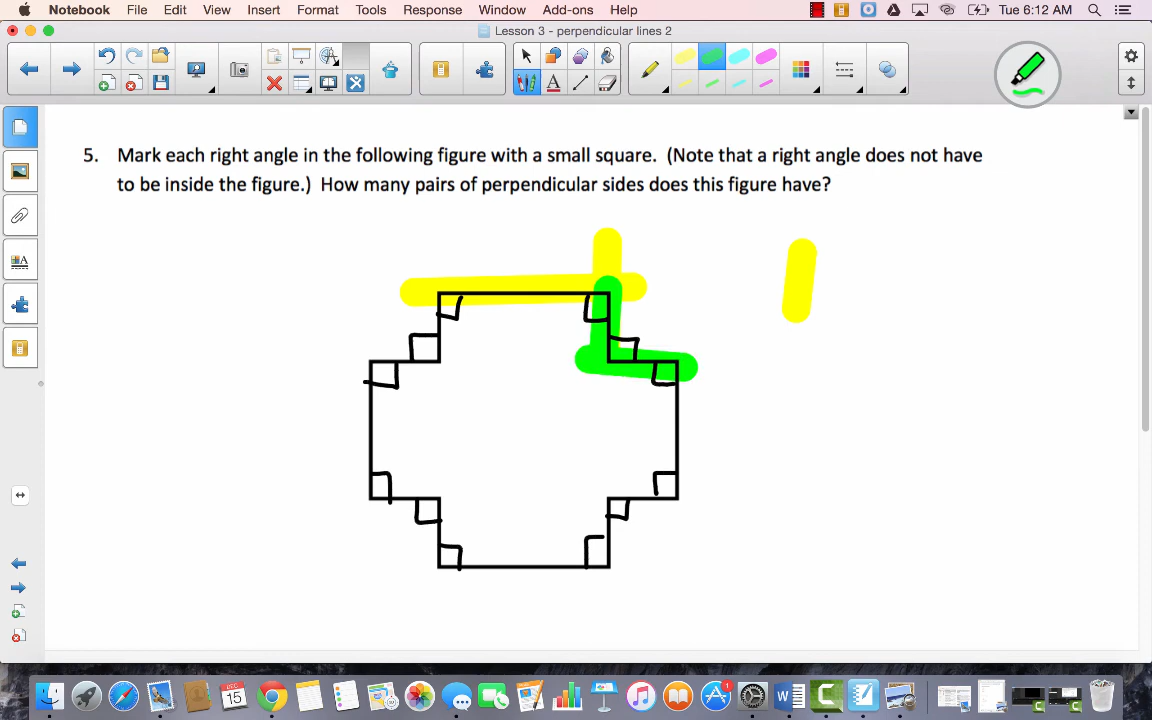 Notebook File Edit View Insert Format Tools Response Window Add-ons Help Tue 6:12 AM
Lesson 3 - perpendicular lines 2
5. Mark each right angle in the following figure with a small square. (Note that a right angle does not have
to be inside the figure.) How many pairs of perpendicular sides does this figure have?